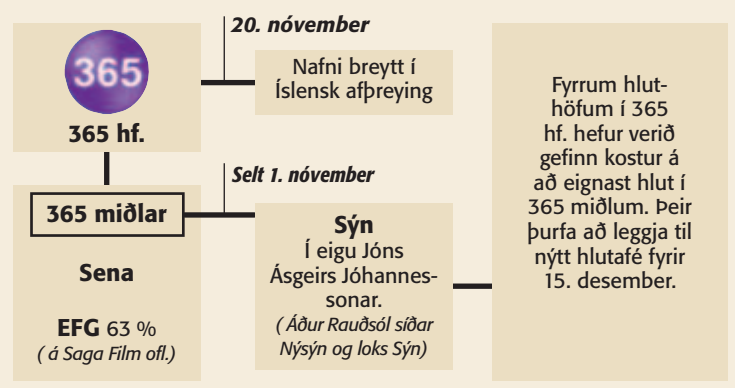 365
365 hf.
20. nóvember
Nafni breytt í
Íslensk afþreying
365 miðlar
Sena
EFG 63 %
( á Saga Film ofl.)
Selt 1. nóvember
Sýn
Í eigu Jóns
Ásgeirs Jóhannes-
sonar.
( Áður Rauðsól síðar
Nýsýn og loks Sýn)
Fyrrum hlut-
höfum í 365
hf. hefur verið
gefinn kostur á
að eignast hlut í
365 miðlum. Þeir
þurfa að leggja til
nýtt hlutafé fyrir
15. desember.